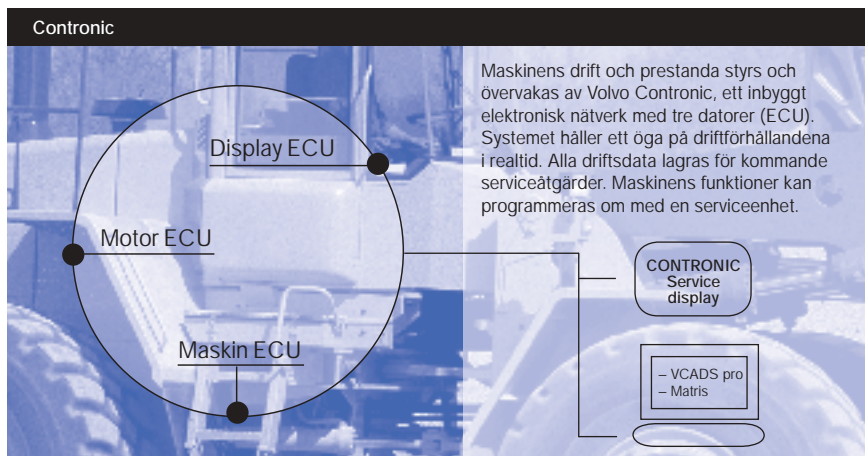 Contronic
Maskinens drift och prestanda styrs och
övervakas av Volvo Contronic, ett inbyggt
elektronisk nätverk med tre datorer (ECU).
Systemet håller ett öga på driftförhållandena
i realtid. Alla driftsdata lagras för kommande
serviceåtgärder. Maskinens funktioner kan
programmeras om med en serviceenhet.
Display ECU
Motor ECU
Maskin ECU
CONTRONIC
Service
display
– VCADS pro
– Matris